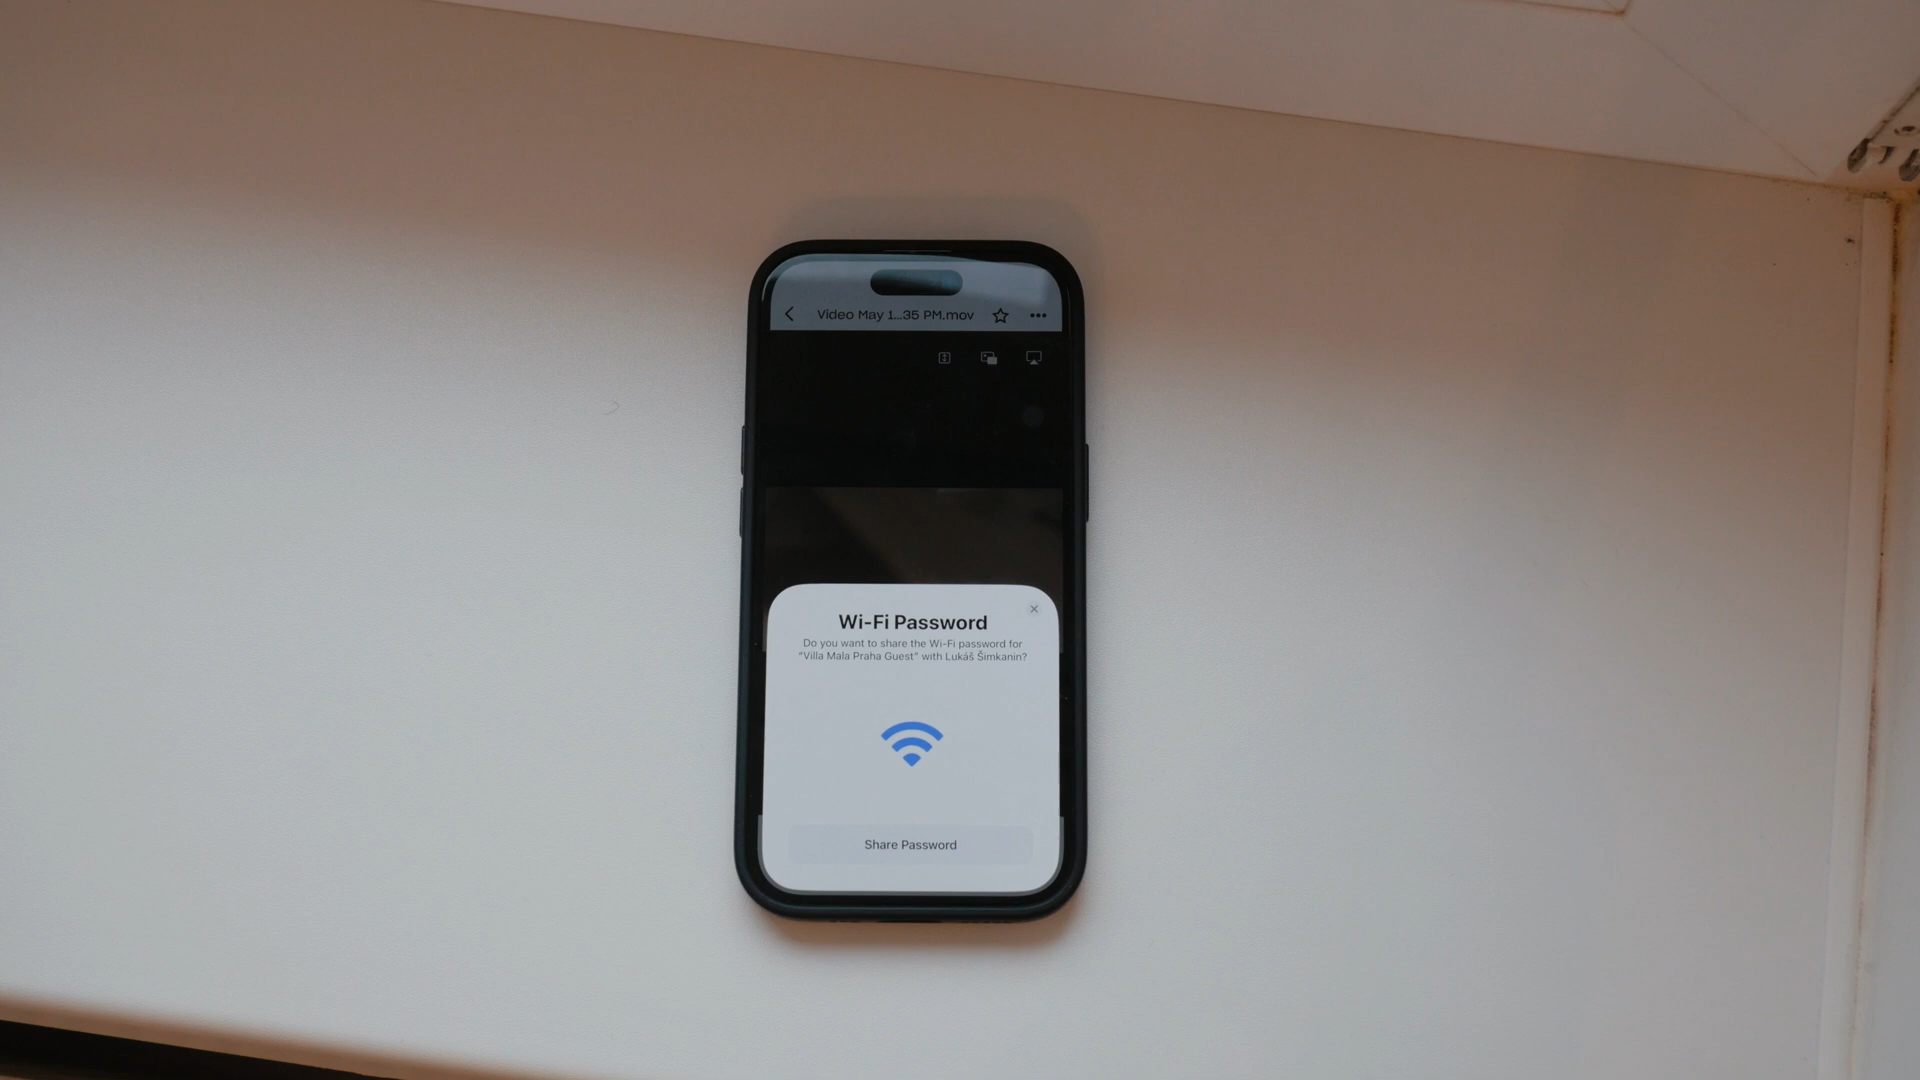 Video May 1...35 PM.mov
Wi-Fi Password
Do you want to share the Wi-Fi password for
“Villa Mala Praha Guest” with Lukáš Šimkanin?
Share Password